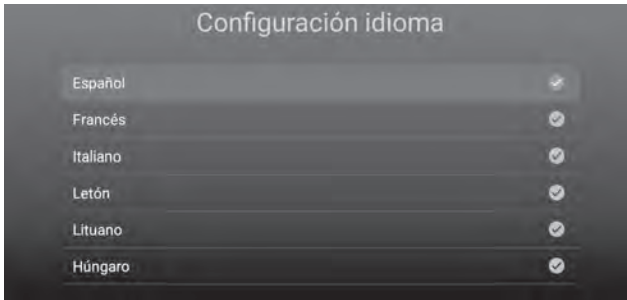 Configuración idioma
Español
Francés
Italiano
Letón
Lituano
Húngaro